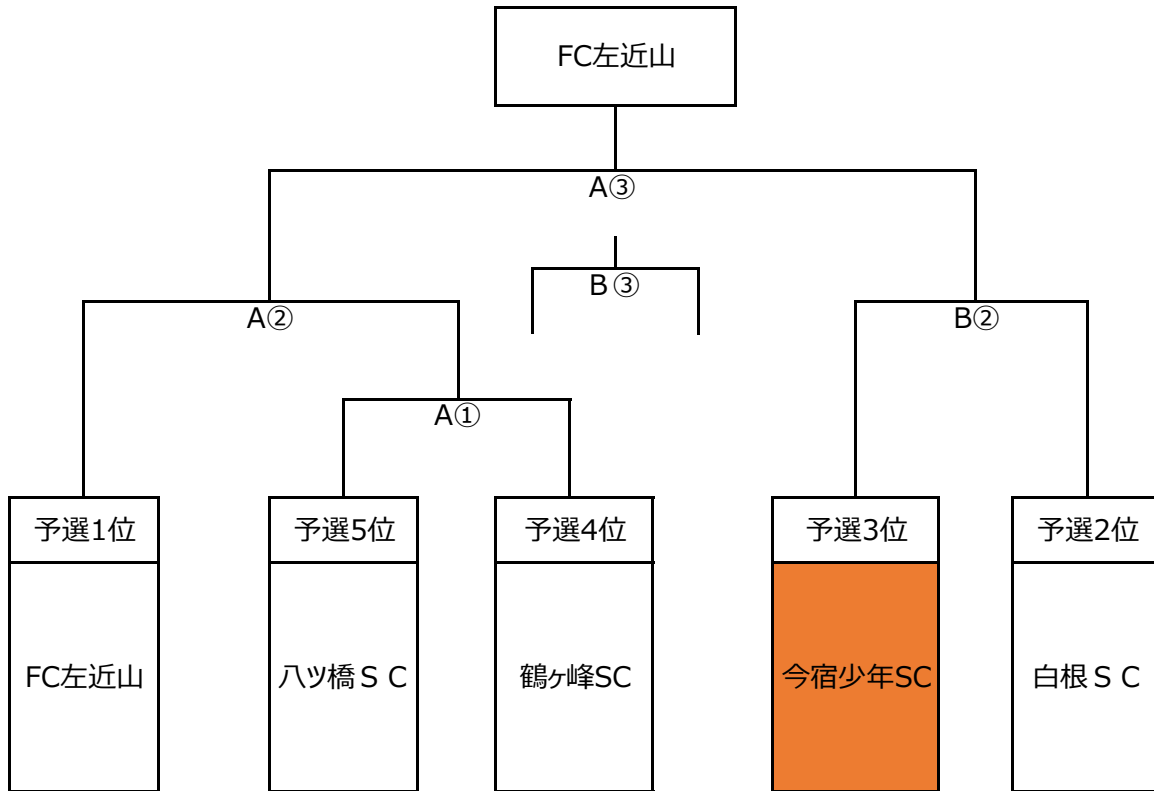 FC左近山
A③
B③
A②
B②
A①
予選1位
予選5位
予選4位
予選3位
予選2位
FC左近山
八ツ橋ＳＣ
鶴ヶ峰SC
今宿少年SC
白根ＳＣ